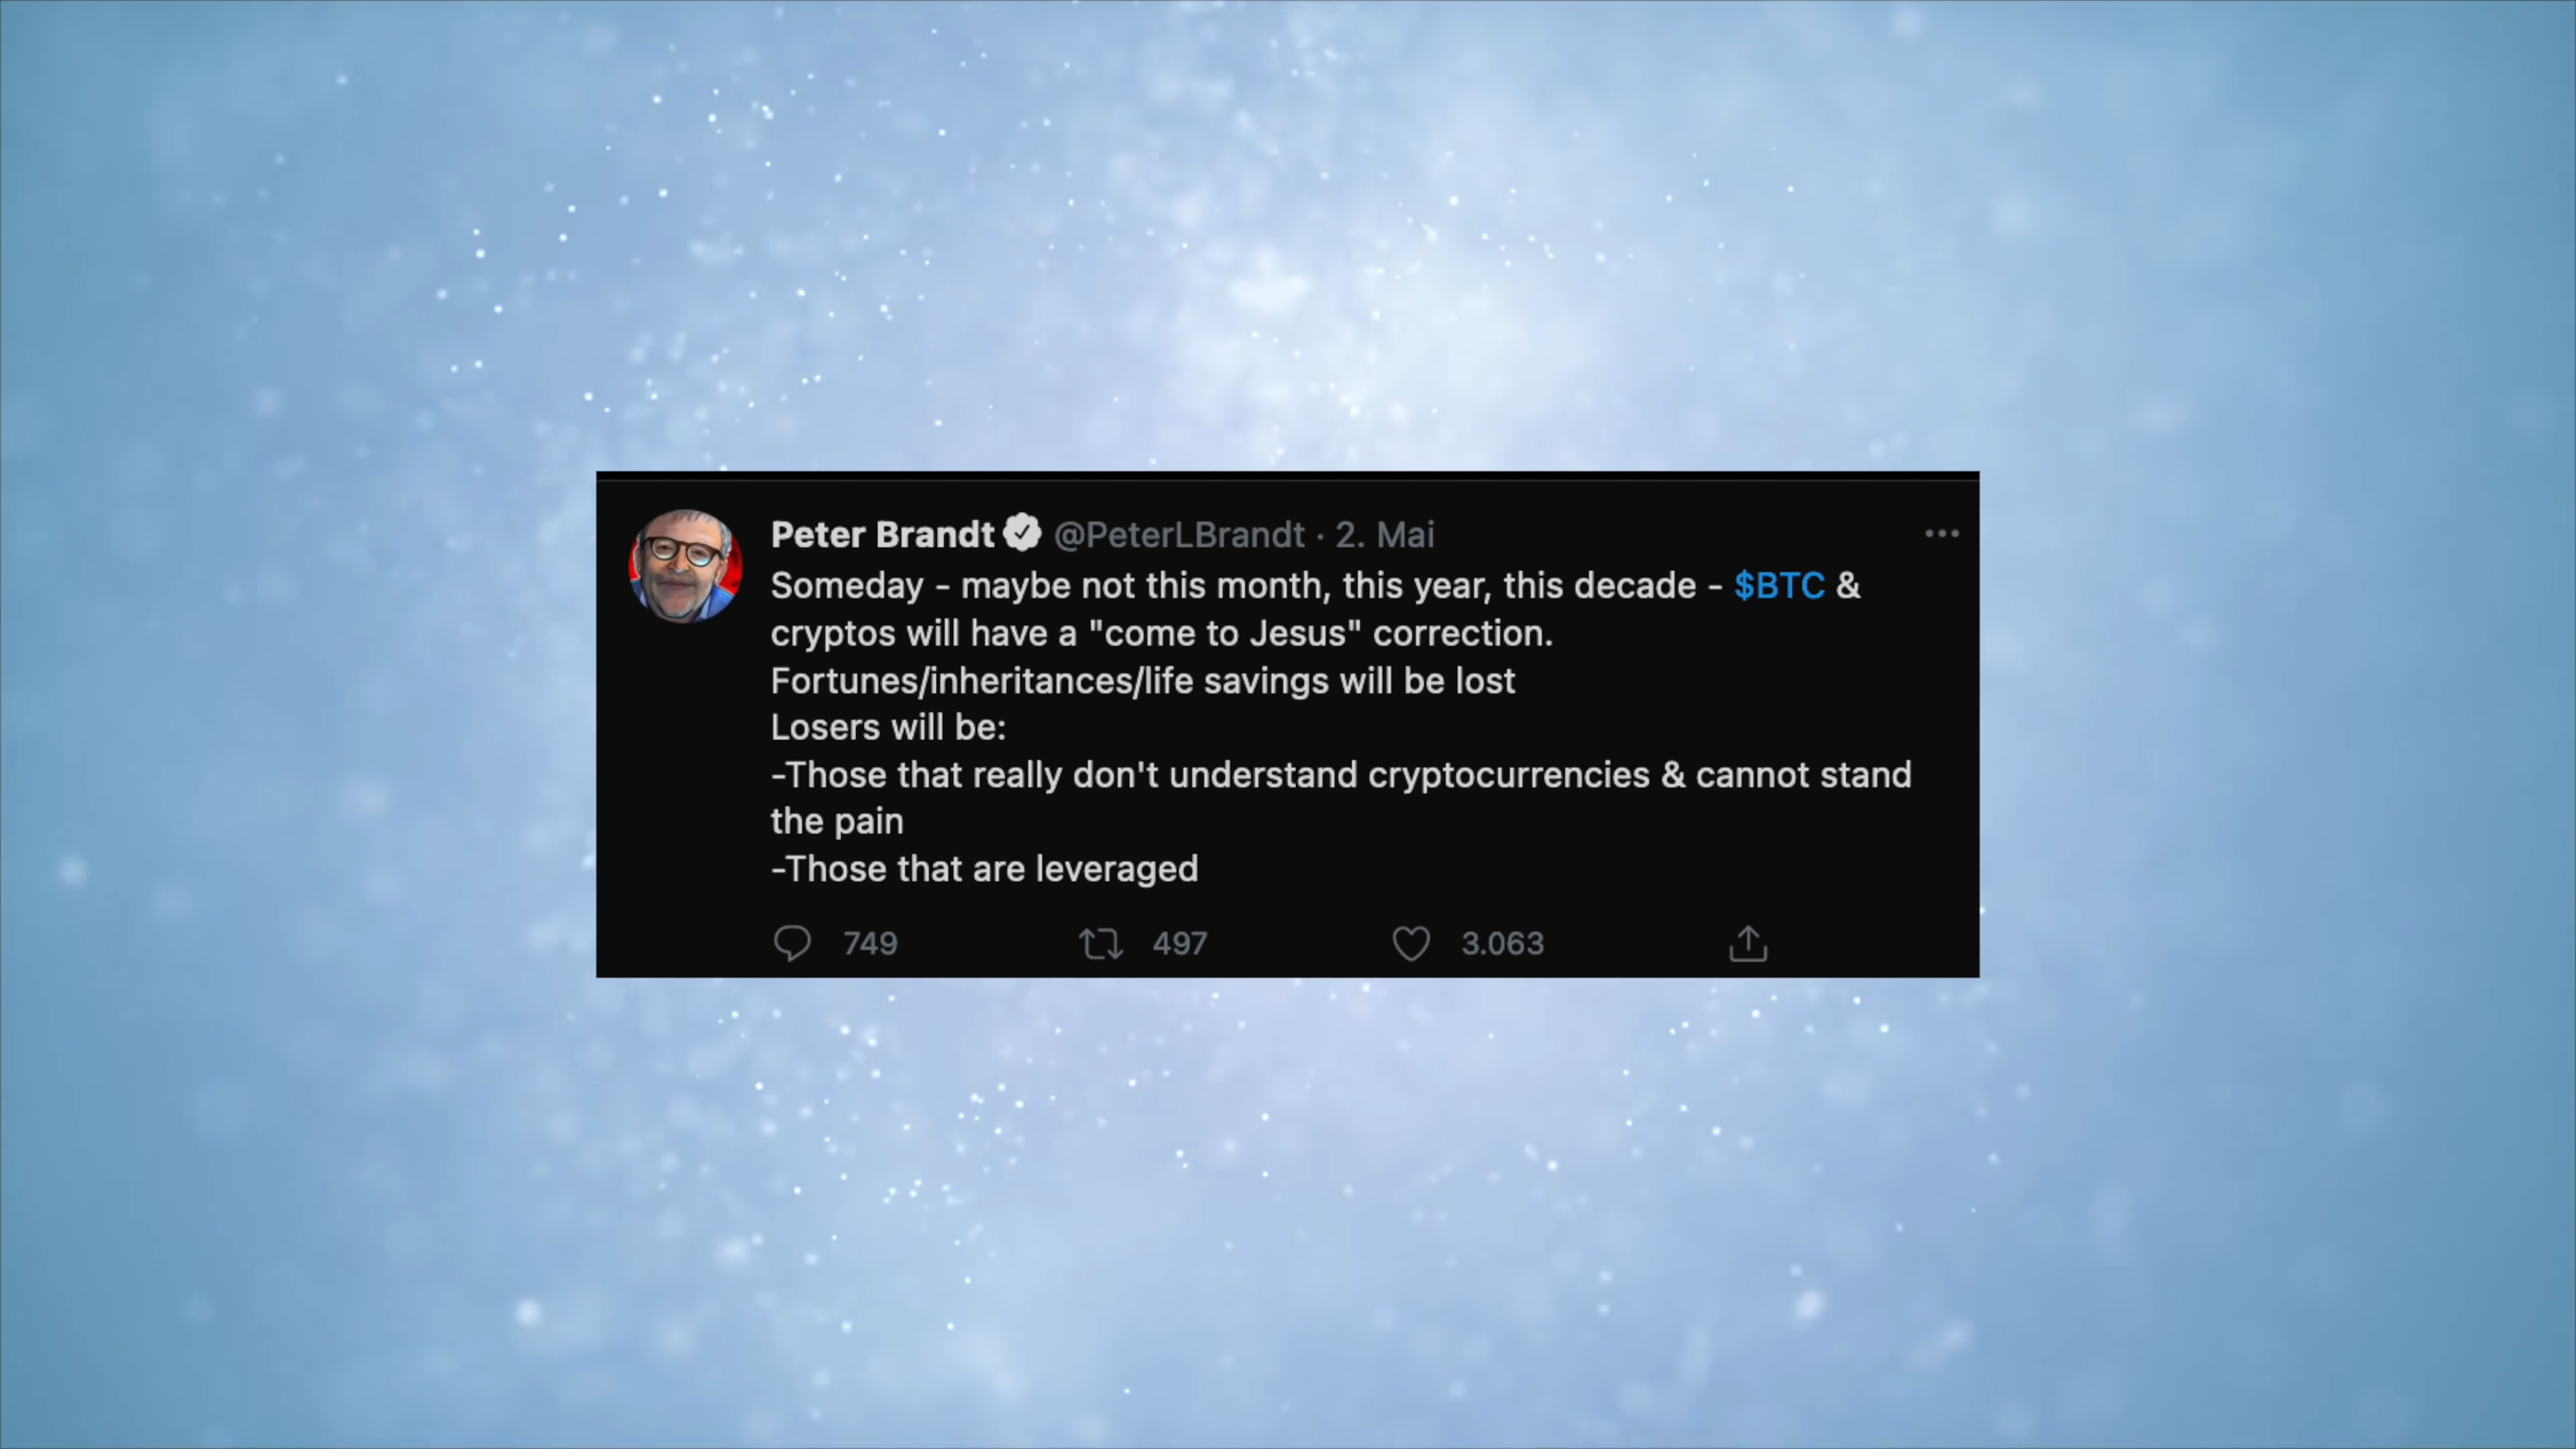 Peter Brandt @PeterLBrandt · 2. Mai
Someday - maybe not this month, this year, this decade - $BTC &
cryptos will have a "come to Jesus" correction.
Fortunes/inheritances/life savings will be lost
Losers will be:
-Those that really don't understand cryptocurrencies & cannot stand
the pain
-Those that are leveraged
749 497 3.063